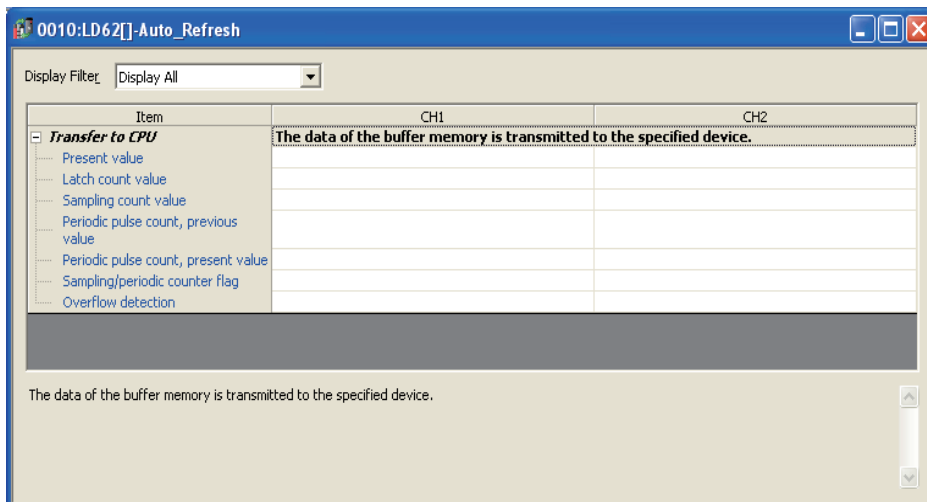 0010:LD62[]-Auto_Refresh
Display Filter Display All
Item CH1 CH2
Transfer to CPU The data of the buffer memory is transmitted to the specified device.
Present value
Latch count value
Sampling count value
Periodic pulse count, previous
value
Periodic pulse count, present value
Sampling/periodic counter flag
Overflow detection
The data of the buffer memory is transmitted to the specified device.